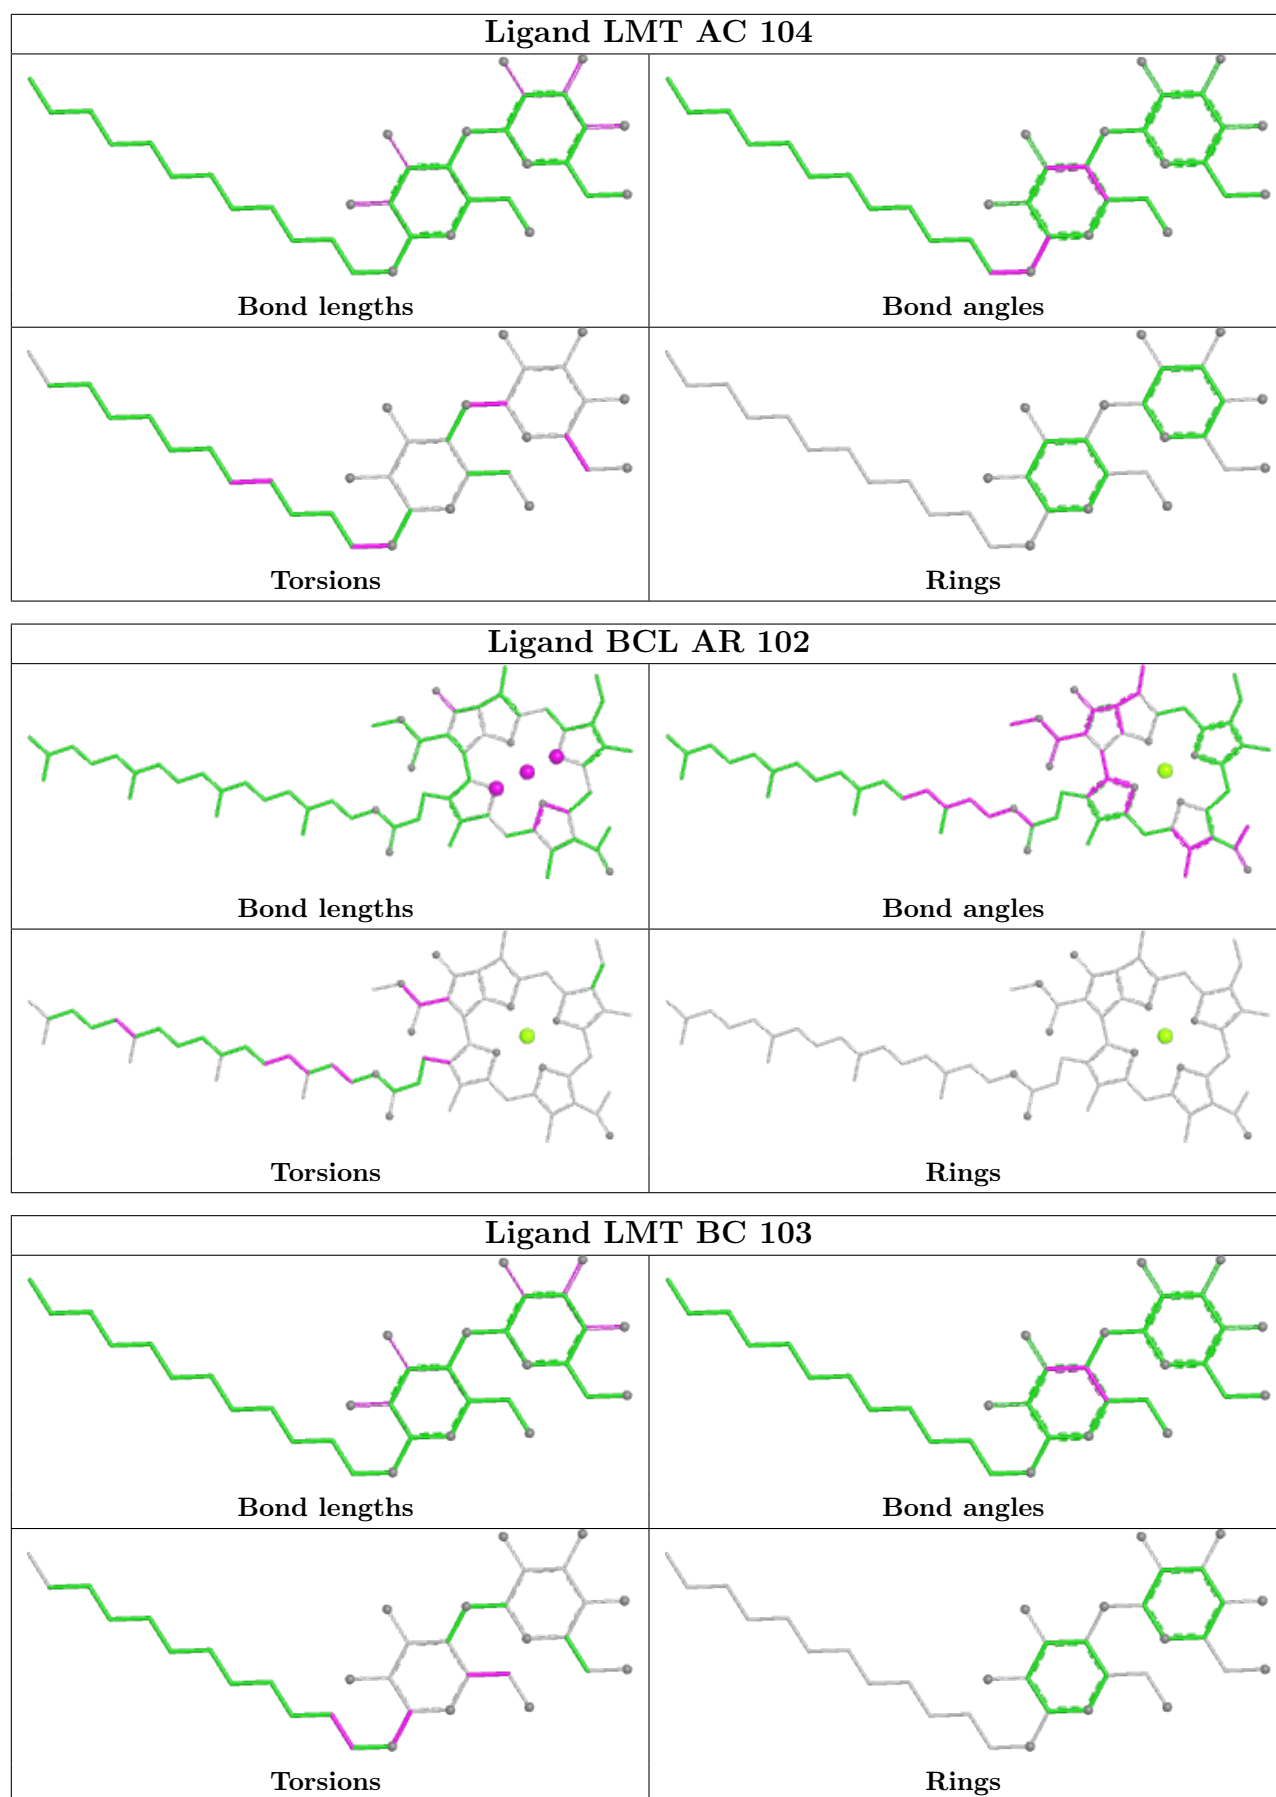 Ligand LMT AC 104
Bond lengths
Bond angles
Torsions
Rings
Ligand BCL AR 102
Bond lengths
Bond angles
Torsions
Rings
Ligand LMT BC 103
Bond lengths
Bond angles
Torsions
Rings